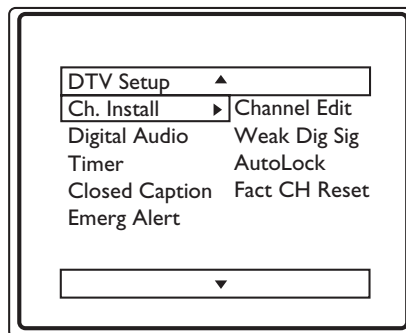 DTV Setup ▲
Ch. Install ▶ Channel Edit
Digital Audio Weak Dig Sig
Timer AutoLock
Closed Caption Fact CH Reset
Emerg Alert
▼